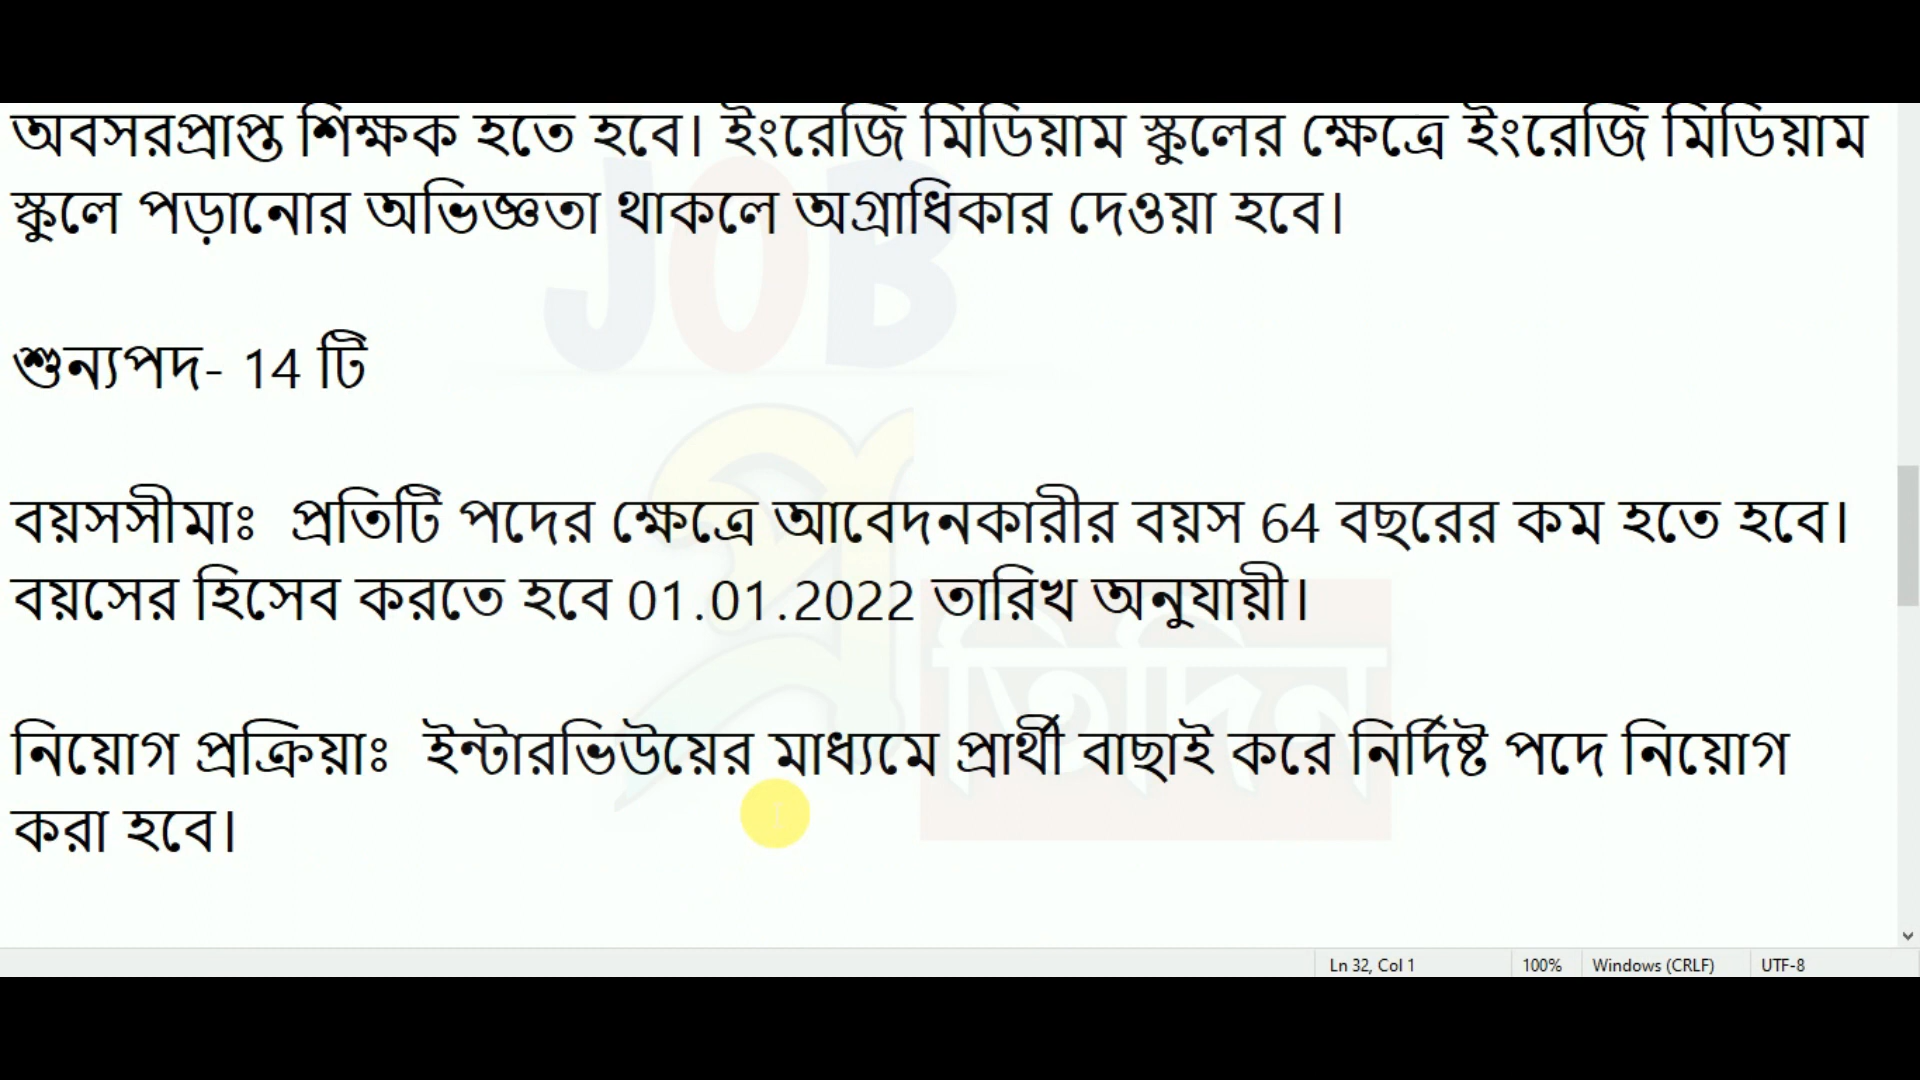 অবসরপ্রাপ্ত শিক্ষক হতে হবে। ইংরেজি মিডিয়াম স্কুলের ক্ষেত্রে ইংরেজি মিডিয়াম
স্কুলে পড়ানোর অভিজ্ঞতা থাকলে অগ্রাধিকার দেওয়া হবে।
JOB
শুন্যপদ- 14 টি
বয়সসীমাঃ প্রতিটি পদের ক্ষেত্রে আবেদনকারীর বয়স 64 বছরের কম হতে হবে।
বয়সের হিসেব করতে হবে 01.01.2022 তারিখ অনুযায়ী।
প্রতিদিন
নিয়োগ প্রক্রিয়াঃ ইন্টারভিউয়ের মাধ্যমে প্রার্থী বাছাই করে নির্দিষ্ট পদে নিয়োগ
করা হবে।
Ln 32, Col 1 100% Windows (CRLF) UTF-8